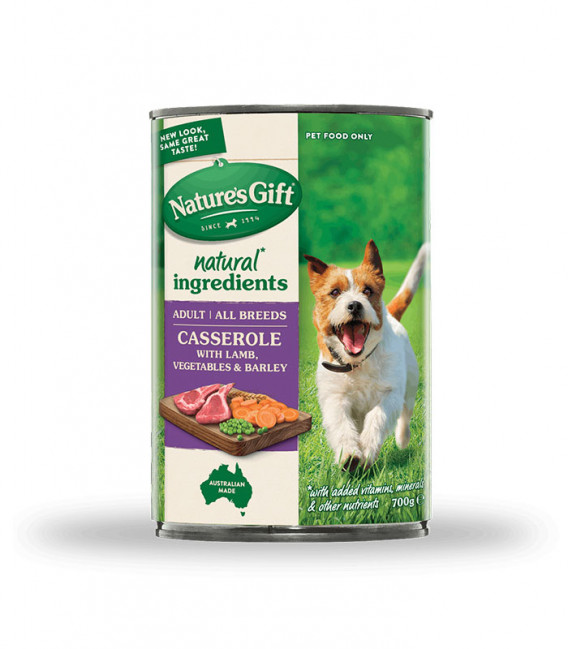 NEW LOOK,
SAME GREAT
TASTE!
PET FOOD ONLY
Nature's Gift®
SINCE 1994
natural*
ingredients
ADULT | ALL BREEDS
CASSEROLE
WITH LAMB,
VEGETABLES & BARLEY
AUSTRALIAN
MADE
*with added vitamins, minerals
& other nutrients
700g